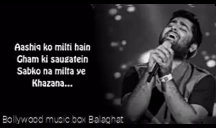 Aashiq ko milti hain
Gham ki saugatein
Sabko na milta ye
Khazana...
Bollywood music box Balaghat